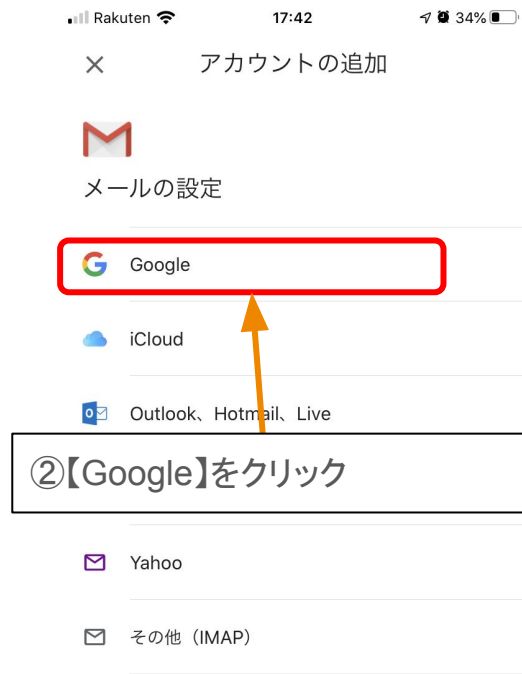 Rakuten 17:42 34%
アカウントの追加
メールの設定
Google
iCloud
Outlook、Hotmail、Live
②【Google】をクリック
Yahoo
その他（IMAP）